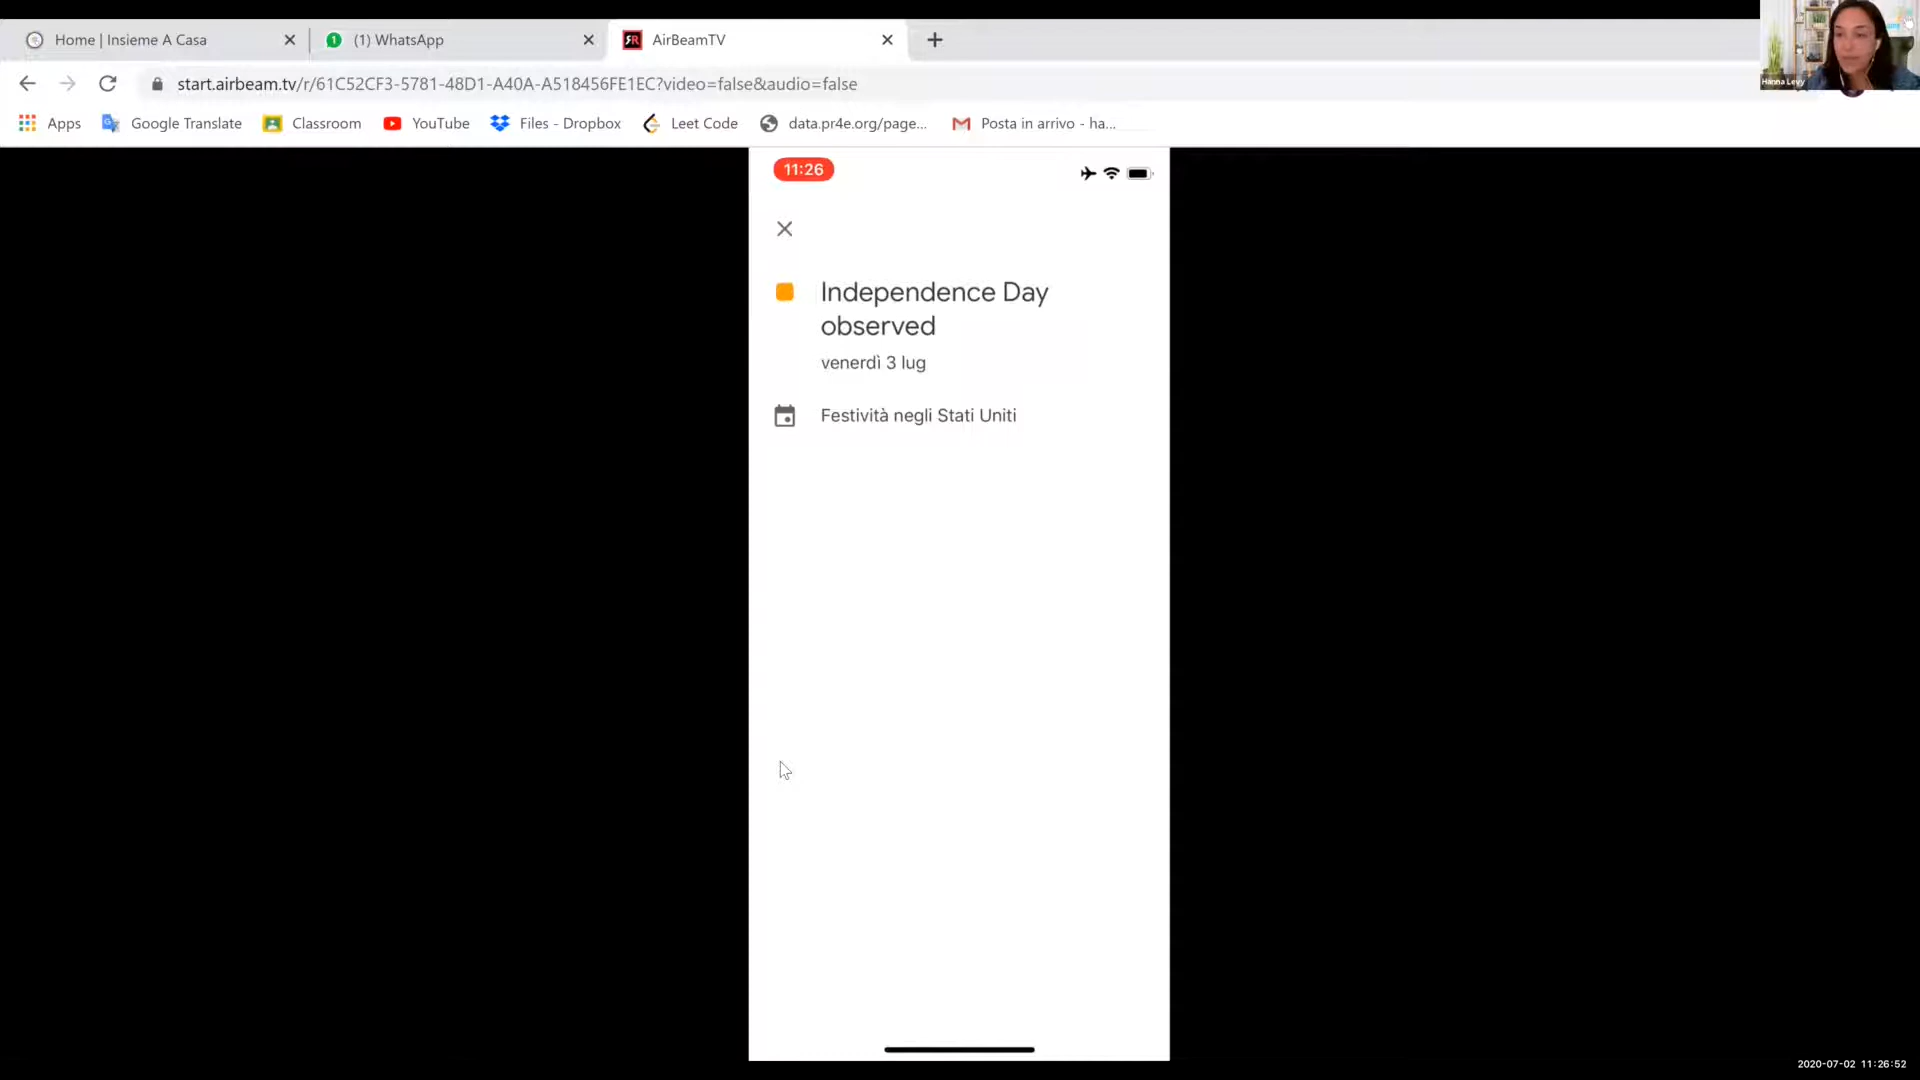 Home | Insieme A Casa
(1) WhatsApp
AirBeamTV
start.airbeam.tv/r/61C52CF3-5781-48D1-A40A-A518456FE1EC?video=false&audio=false
Apps
Google Translate
Classroom
YouTube
Files - Dropbox
Leet Code
data.pr4e.org/page...
Posta in arrivo - ha...
Hanna Levy
11:26
Independence Day
observed
venerdì 3 lug
Festività negli Stati Uniti
2020-07-02 11:26:52